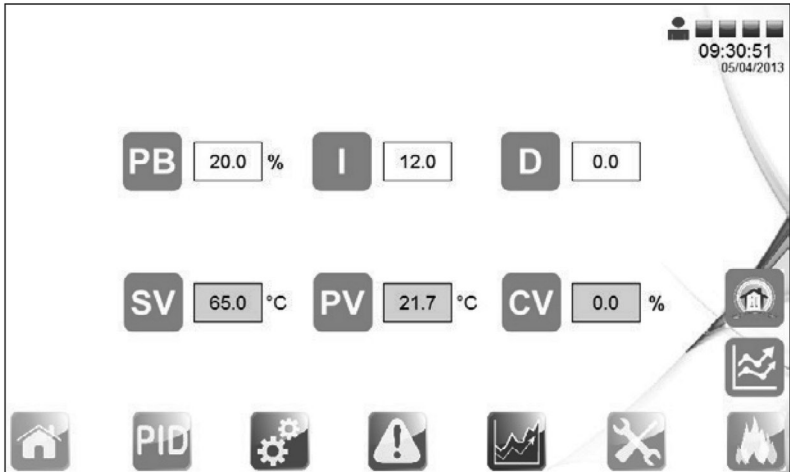 09:30:51
05/04/2013
PB 20.0 % I 12.0 D 0.0
SV 65.0 °C PV 21.7 °C CV 0.0 %
PID